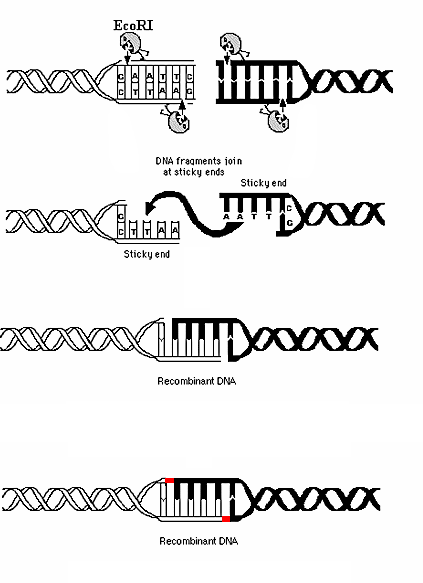 EcoRI
G A A T T C
C T T A A G
DNA fragments join
at sticky ends
Sticky end
G
C T T A A
A A T T C
G
Sticky end
Recombinant DNA
Recombinant DNA